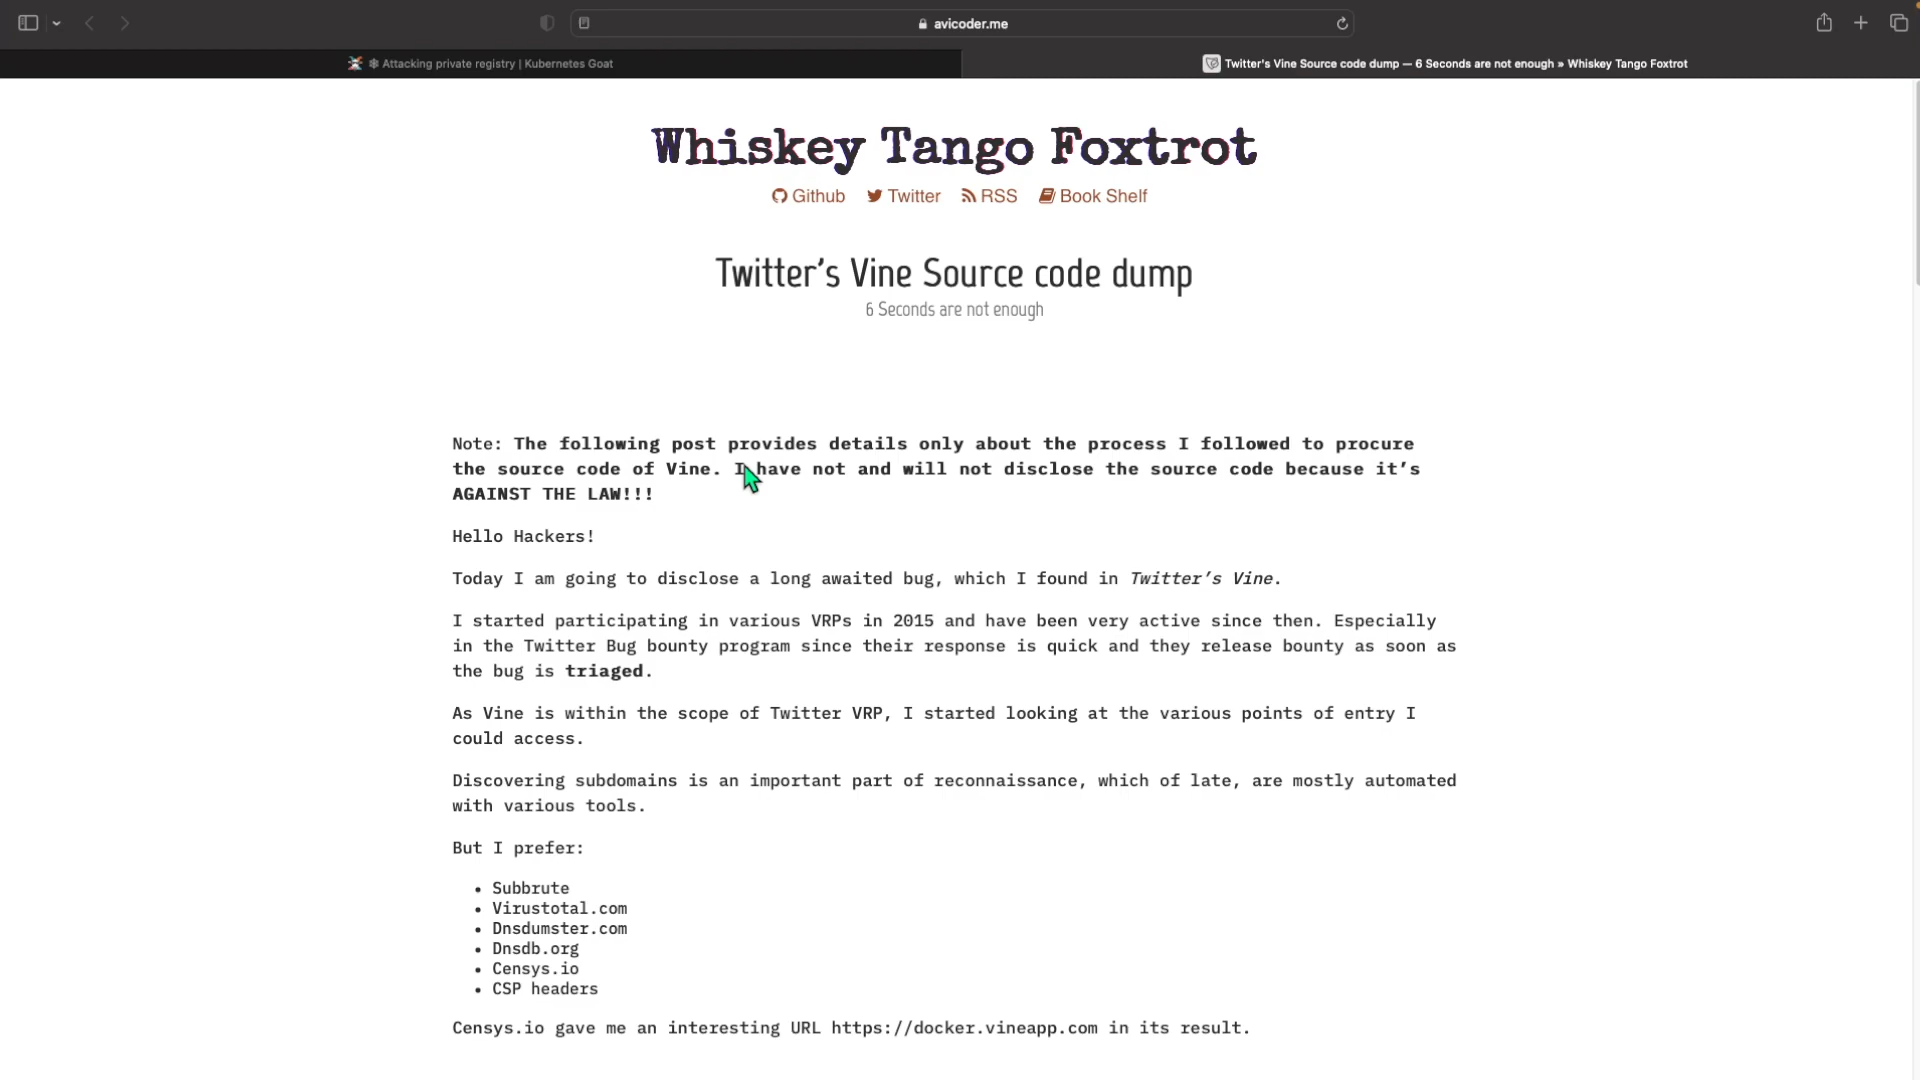 avicoder.me
Attacking private registry | Kubernetes Goat
Twitter's Vine Source code dump — 6 Seconds are not enough » Whiskey Tango Foxtrot
Whiskey Tango Foxtrot
Github Twitter RSS Book Shelf
Twitter's Vine Source code dump
6 Seconds are not enough
Note: The following post provides details only about the process I followed to procure
the source code of Vine. I have not and will not disclose the source code because it's
AGAINST THE LAW!!!
Hello Hackers!
Today I am going to disclose a long awaited bug, which I found in Twitter's Vine.
I started participating in various VRPs in 2015 and have been very active since then. Especially
in the Twitter Bug bounty program since their response is quick and they release bounty as soon as
the bug is triaged.
As Vine is within the scope of Twitter VRP, I started looking at the various points of entry I
could access.
Discovering subdomains is an important part of reconnaissance, which of late, are mostly automated
with various tools.
But I prefer:
• Subbrute
• Virustotal.com
• Dnsdumster.com
• Dnsdb.org
• Censys.io
• CSP headers
Censys.io gave me an interesting URL https://docker.vineapp.com in its result.